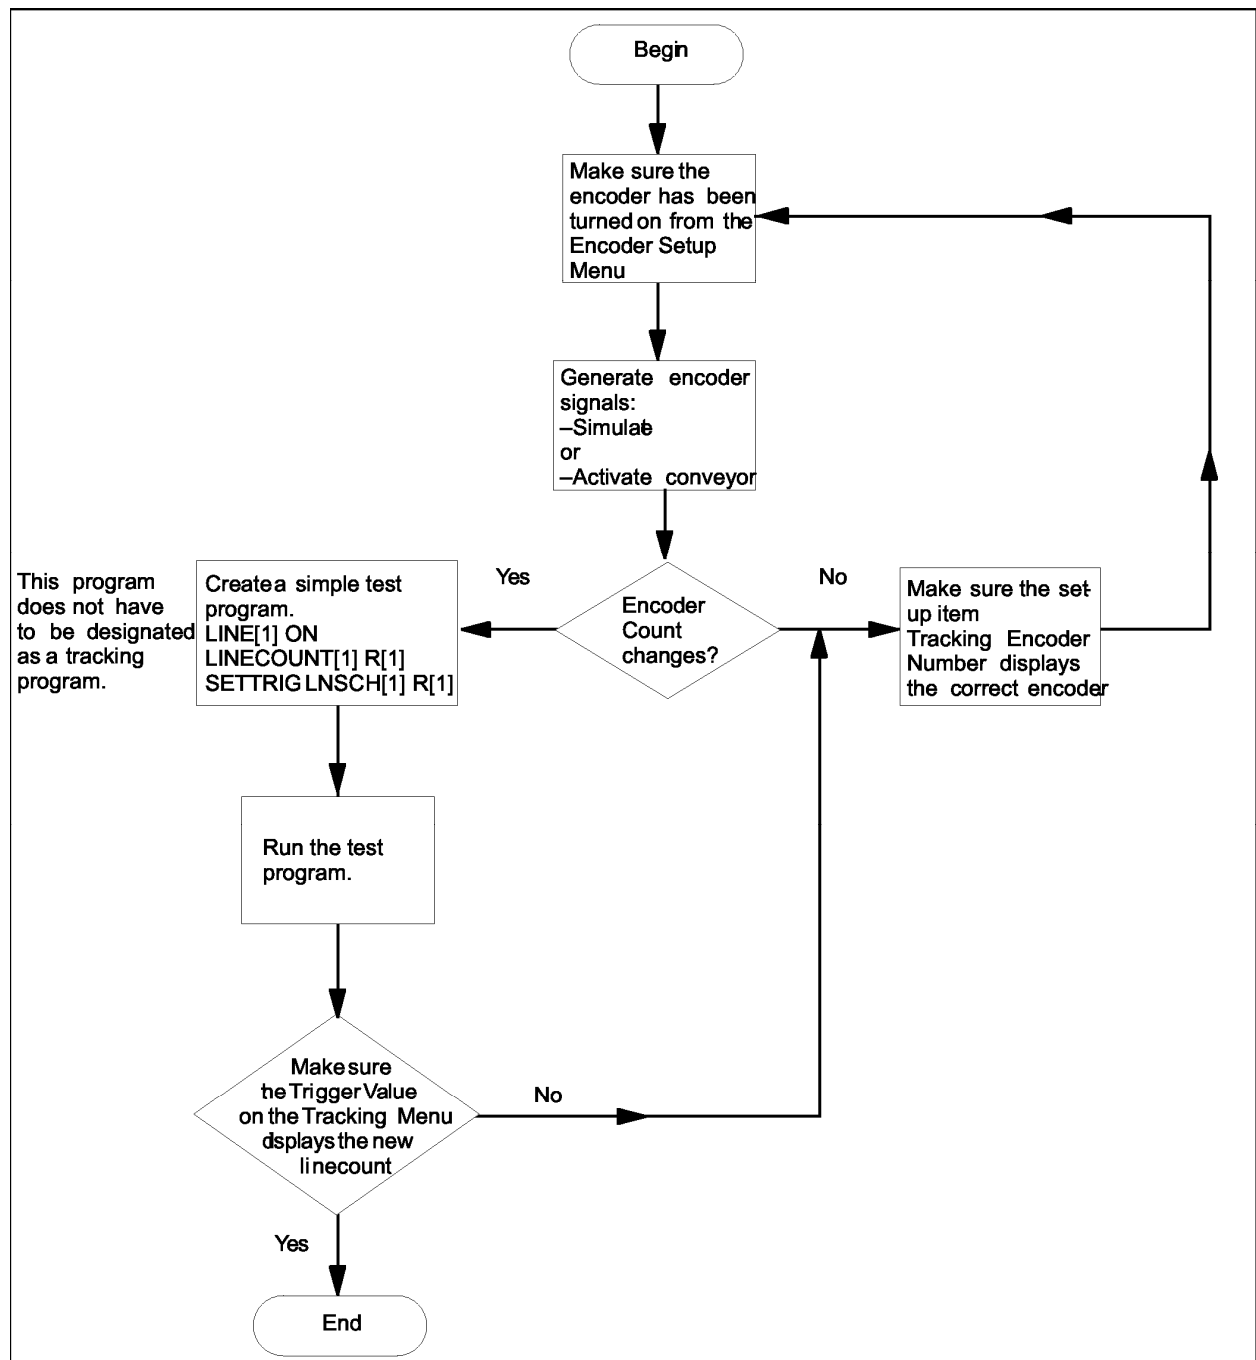 Begin
Make sure the
encoder has been
turned on from the
Encoder Setup
Menu
Generate encoder
signals:
–Simulate
or
–Activate conveyor
Encoder
Count
changes?
Yes
No
This program
does not have
to be designated
as a tracking
program.
Create a simple test
program.
LINE[1] ON
LINECOUNT[1] R[1]
SETTRIG LNSCH[1] R[1]
Make sure the set-
up item
Tracking Encoder
Number displays
the correct encoder
Run the test
program.
Make sure
the Trigger Value
on the Tracking Menu
displays the new
linecount
No
Yes
End